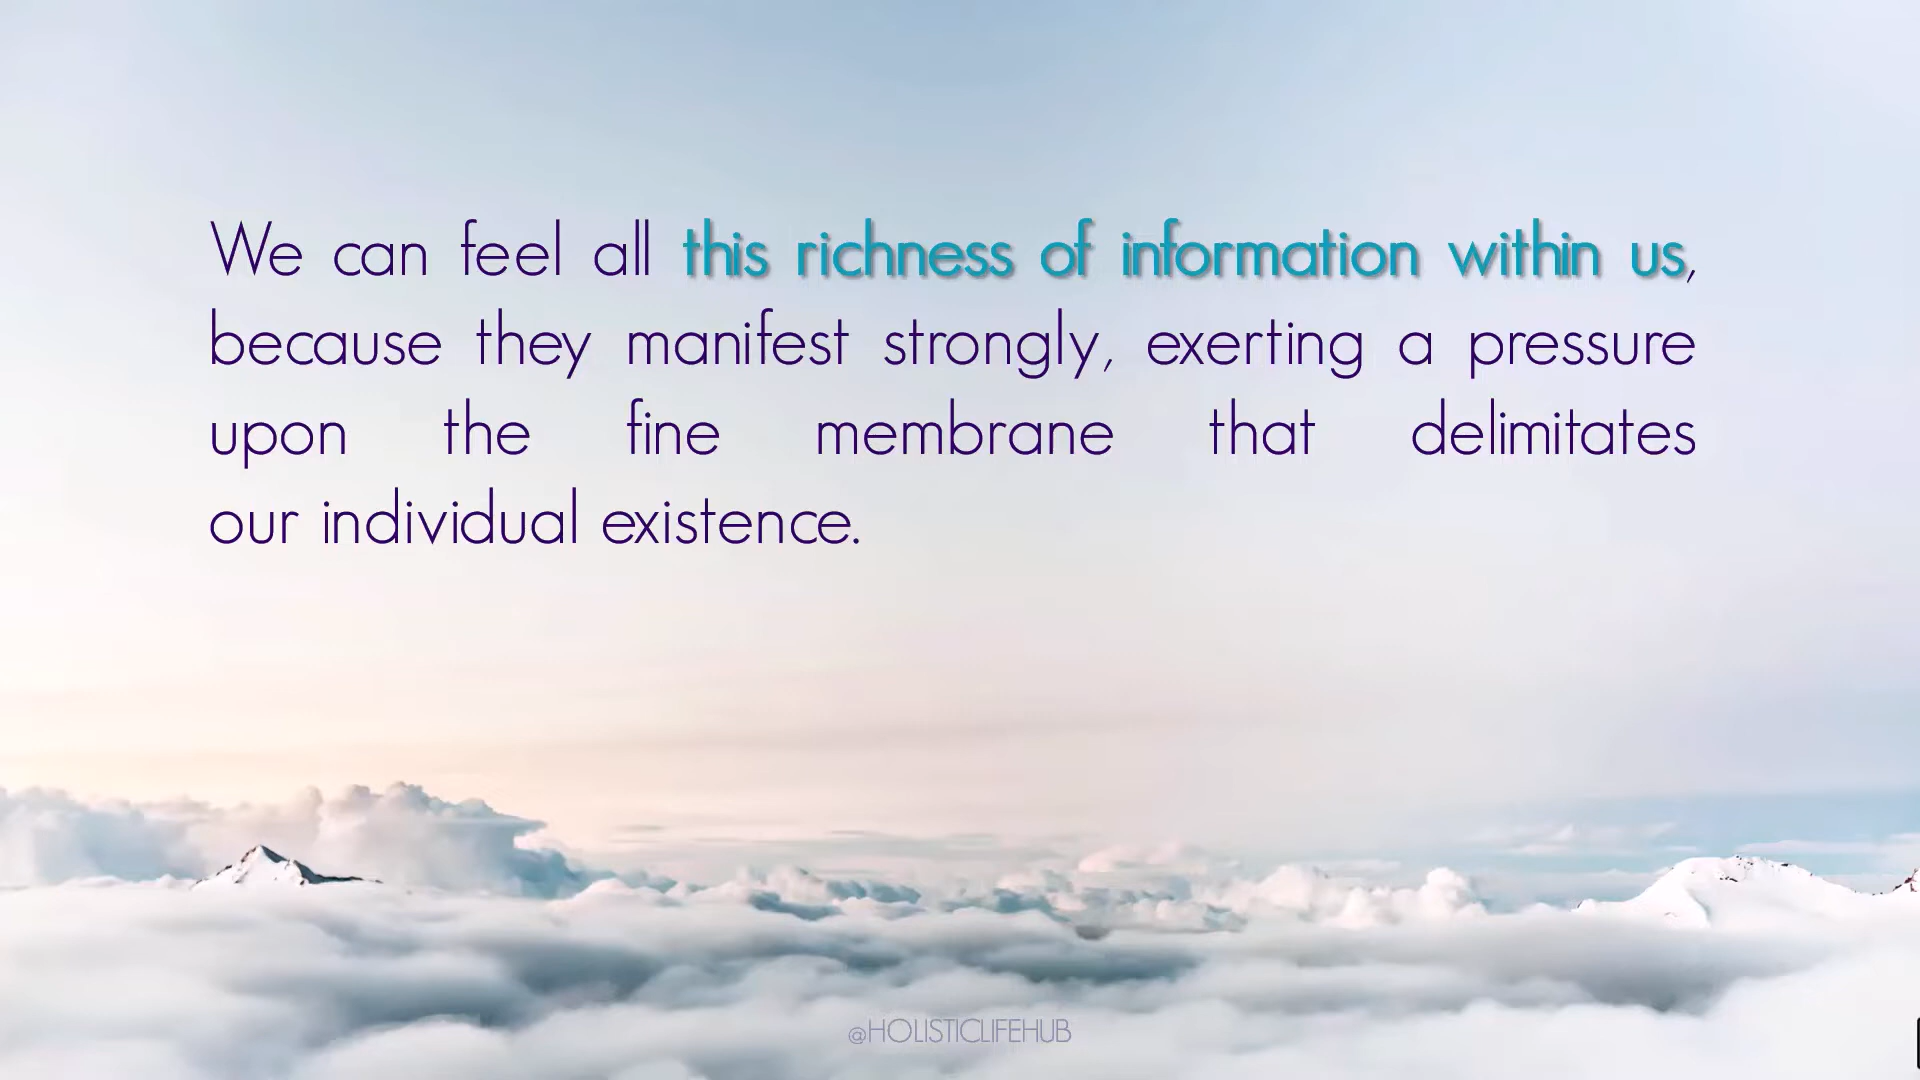 We can feel all this richness of information within us,
because they manifest strongly, exerting a pressure
upon the fine membrane that delimitates
our individual existence.
@HOLISTICLIFEHUB